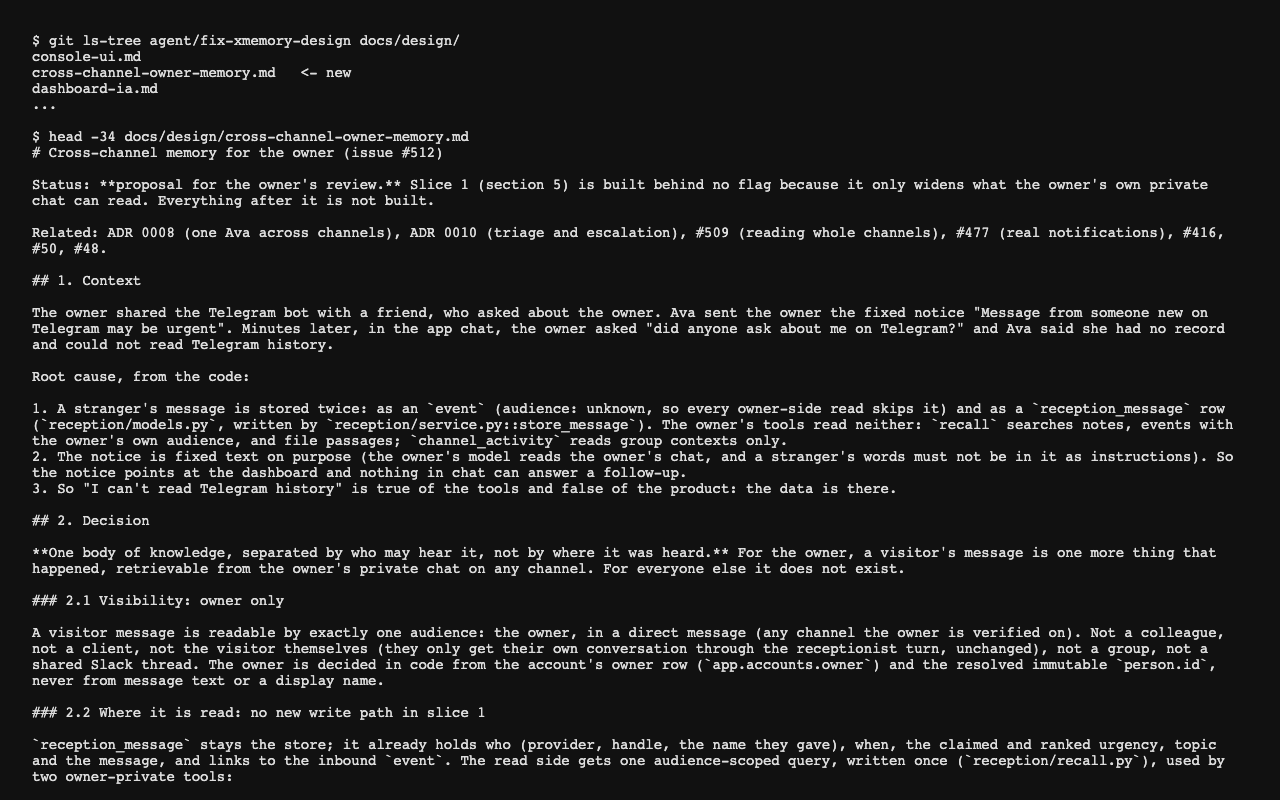 $ git ls-tree agent/fix-xmemory-design docs/design/
console-ui.md
cross-channel-owner-memory.md   <- new
dashboard-ia.md
...
$ head -34 docs/design/cross-channel-owner-memory.md
# Cross-channel memory for the owner (issue #512)
Status: **proposal for the owner's review.** Slice 1 (section 5) is built behind no flag because it only widens what the owner's own private
chat can read. Everything after it is not built.
Related: ADR 0008 (one Ava across channels), ADR 0010 (triage and escalation), #509 (reading whole channels), #477 (real notifications), #416,
#50, #48.
## 1. Context
The owner shared the Telegram bot with a friend, who asked about the owner. Ava sent the owner the fixed notice "Message from someone new on
Telegram may be urgent". Minutes later, in the app chat, the owner asked "did anyone ask about me on Telegram?" and Ava said she had no record
and could not read Telegram history.
Root cause, from the code:
1. A stranger's message is stored twice: as an `event` (audience: unknown, so every owner-side read skips it) and as a `reception_message` row
(`reception/models.py`, written by `reception/service.py::store_message`). The owner's tools read neither: `recall` searches notes, events with
the owner's own audience, and file passages; `channel_activity` reads group contexts only.
2. The notice is fixed text on purpose (the owner's model reads the owner's chat, and a stranger's words must not be in it as instructions). So
the notice points at the dashboard and nothing in chat can answer a follow-up.
3. So "I can't read Telegram history" is true of the tools and false of the product: the data is there.
## 2. Decision
**One body of knowledge, separated by who may hear it, not by where it was heard.** For the owner, a visitor's message is one more thing that
happened, retrievable from the owner's private chat on any channel. For everyone else it does not exist.
### 2.1 Visibility: owner only
A visitor message is readable by exactly one audience: the owner, in a direct message (any channel the owner is verified on). Not a colleague,
not a client, not the visitor themselves (they only get their own conversation through the receptionist turn, unchanged), not a group, not a
shared Slack thread. The owner is decided in code from the account's owner row (`app.accounts.owner`) and the resolved immutable `person.id`,
never from message text or a display name.
### 2.2 Where it is read: no new write path in slice 1
`reception_message` stays the store; it already holds who (provider, handle, the name they gave), when, the claimed and ranked urgency, topic
and the message, and links to the inbound `event`. The read side gets one audience-scoped query, written once (`reception/recall.py`), used by
two owner-private tools: